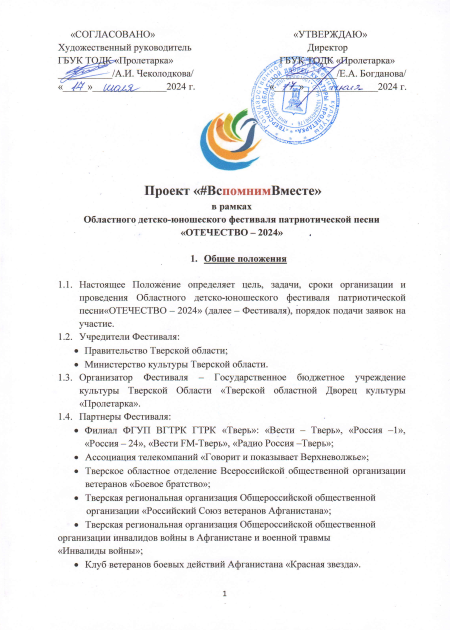 «СОГЛАСОВАНО»
Художественный руководитель
ГБУК ТОДК «Пролетарка»
/А.И. Чеколодкова/
« 17 » июля 2024 г.
«УТВЕРЖДАЮ»
Директор
ГБУК ТОДК «Пролетарка»
/Е.А. Богданова/
« 17 » июля 2024 г.
Проект «#ВспомнимВместе»
в рамках
Областного детско-юношеского фестиваля патриотической песни
«ОТЕЧЕСТВО – 2024»
1. Общие положения
1.1. Настоящее Положение определяет цель, задачи, сроки организации и
проведения Областного детско-юношеского фестиваля патриотической
песни«ОТЕЧЕСТВО – 2024» (далее – Фестиваля), порядок подачи заявок на
участие.
1.2. Учредители Фестиваля:
• Правительство Тверской области;
• Министерство культуры Тверской области.
1.3. Организатор Фестиваля – Государственное бюджетное учреждение
культуры Тверской Области «Тверской областной Дворец культуры
«Пролетарка».
1.4. Партнеры Фестиваля:
• Филиал ФГУП ВГТРК ГТРК «Тверь»: «Вести – Тверь», «Россия –1»,
«Россия – 24», «Вести FM-Тверь», «Радио Россия –Тверь»;
• Ассоциация телекомпаний «Говорит и показывает Верхневолжье»;
• Тверское областное отделение Всероссийской общественной организации
ветеранов «Боевое братство»;
• Тверская региональная организация Общероссийской общественной
организации «Российский Союз ветеранов Афганистана»;
• Тверская региональная организация Общероссийской общественной
организации инвалидов войны в Афганистане и военной травмы
«Инвалиды войны»;
• Клуб ветеранов боевых действий Афганистана «Красная звезда».
1